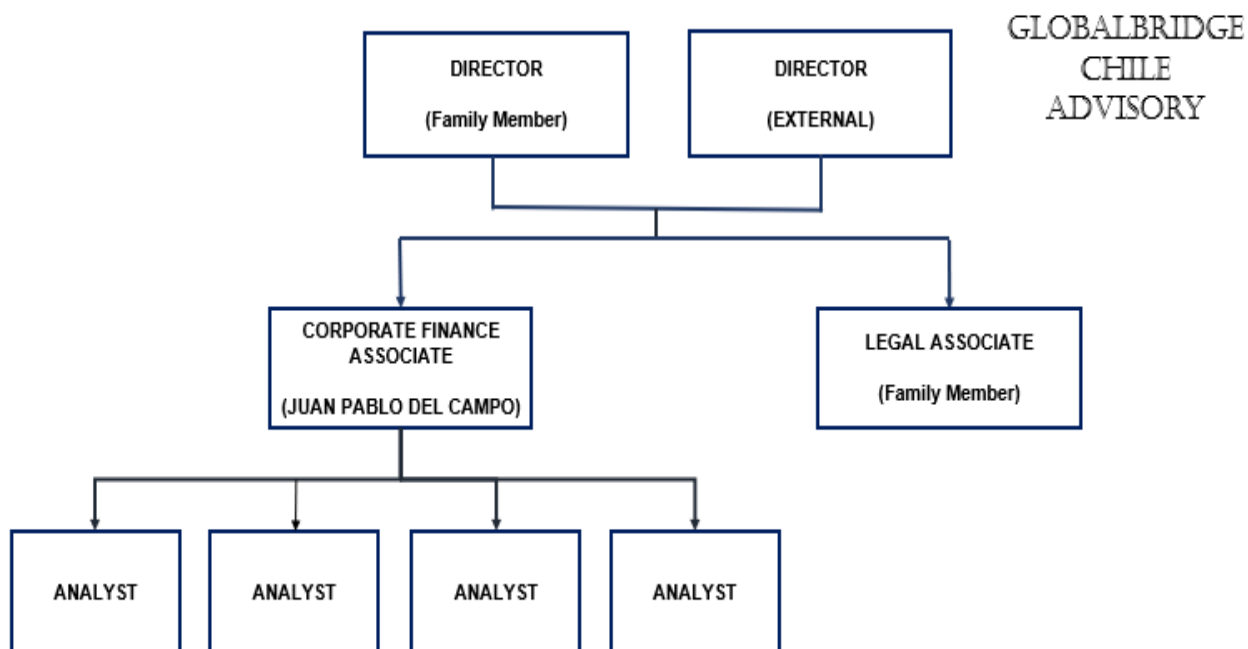 GLOBALBRIDGE
CHILE
ADVISORY
DIRECTOR
(Family Member)
DIRECTOR
(EXTERNAL)
CORPORATE FINANCE
ASSOCIATE
(JUAN PABLO DEL CAMPO)
LEGAL ASSOCIATE
(Family Member)
ANALYST
ANALYST
ANALYST
ANALYST